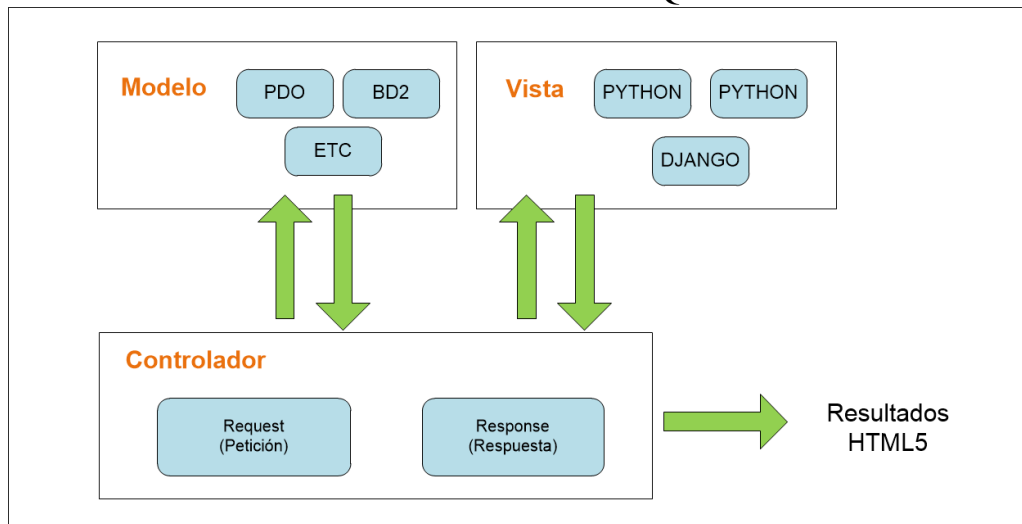 Modelo
PDO
BD2
ETC
Vista
PYTHON
PYTHON
DJANGO
Controlador
Request
(Petición)
Response
(Respuesta)
Resultados
HTML5